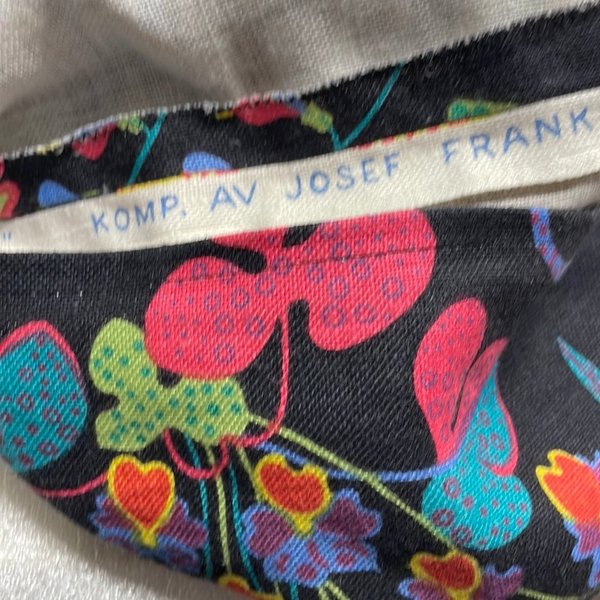 " KOMP. AV JOSEF FRANK